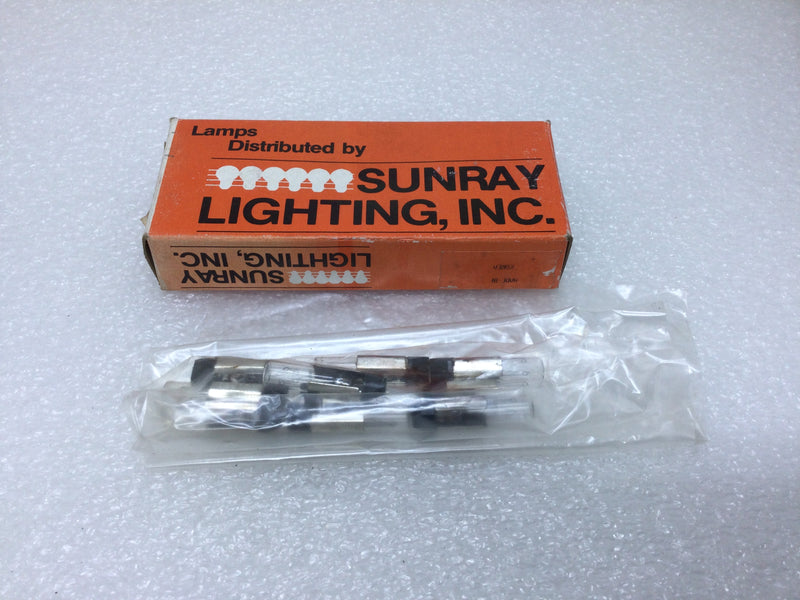 Lamps
Distributed by
SUNRAY
LIGHTING, INC.
SUNRAY
LIGHTING, INC.